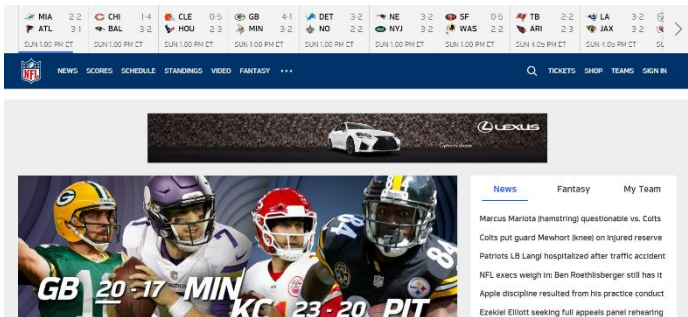 MIA 2-2 CHI 1-4 CLE 0-5 GB 4-1 DET 3-2 NE 3-2 SF 0-5 TB 2-2 LA 3-2
ATL 3-1 BAL 3-2 HOU 2-3 MIN 3-2 NO 2-2 NYJ 3-2 WAS 2-2 ARI 2-3 JAX 3-2
SUN 1:00 PM ET SUN 1:00 PM ET SUN 1:00 PM ET SUN 1:00 PM ET SUN 1:00 PM ET SUN 1:00 PM ET SUN 1:00 PM ET SUN 4:05 PM ET SUN 4:05 PM ET
NFL NEWS SCORES SCHEDULE STANDINGS VIDEO FANTASY ••• TICKETS SHOP TEAMS SIGN IN
LEXUS
Options shown
News Fantasy My Team
Marcus Mariota (hamstring) questionable vs. Colts
Colts put guard Mewhort (knee) on injured reserve
Patriots LB Langi hospitalized after traffic accident
NFL execs weigh in: Ben Roethlisberger still has it
Apple discipline resulted from his practice conduct
Ezekiel Elliott seeking full appeals panel rehearing
7
84
84
GB 20 - 17 MIN
KC 23 - 20 PIT